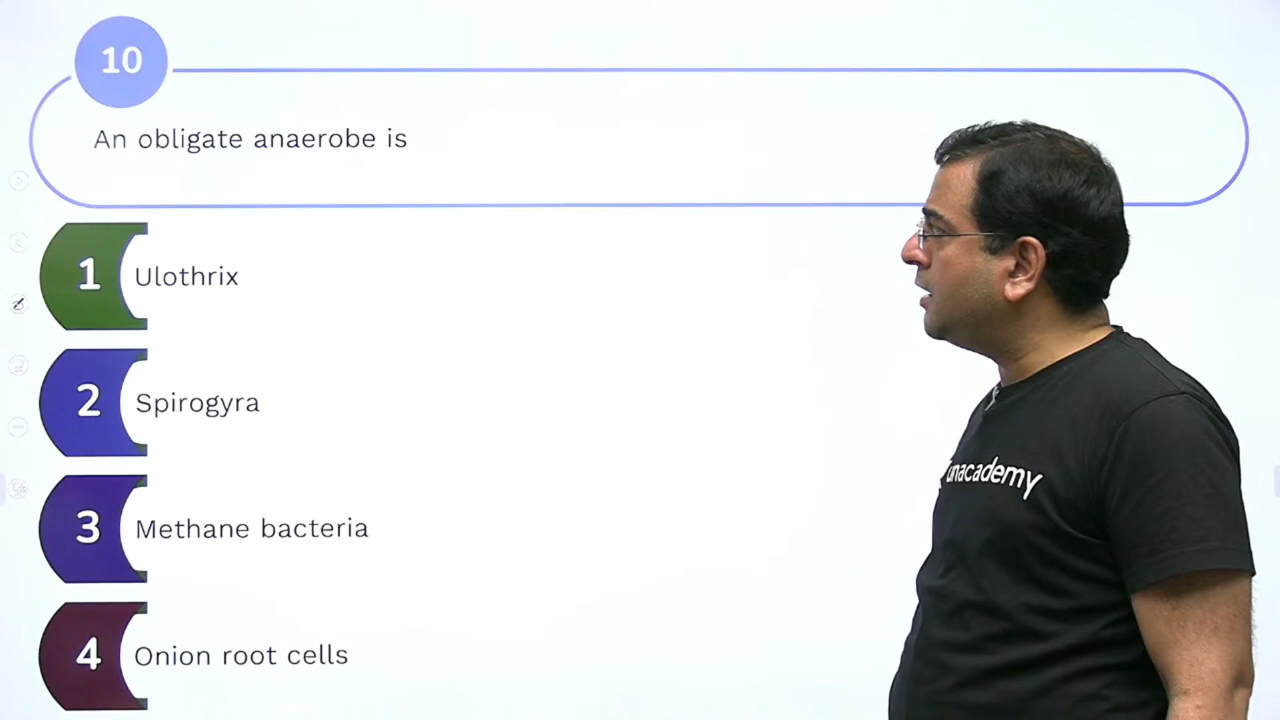 10
An obligate anaerobe is
1
Ulothrix
2
Spirogyra
3
Methane bacteria
4
Onion root cells
unacademy